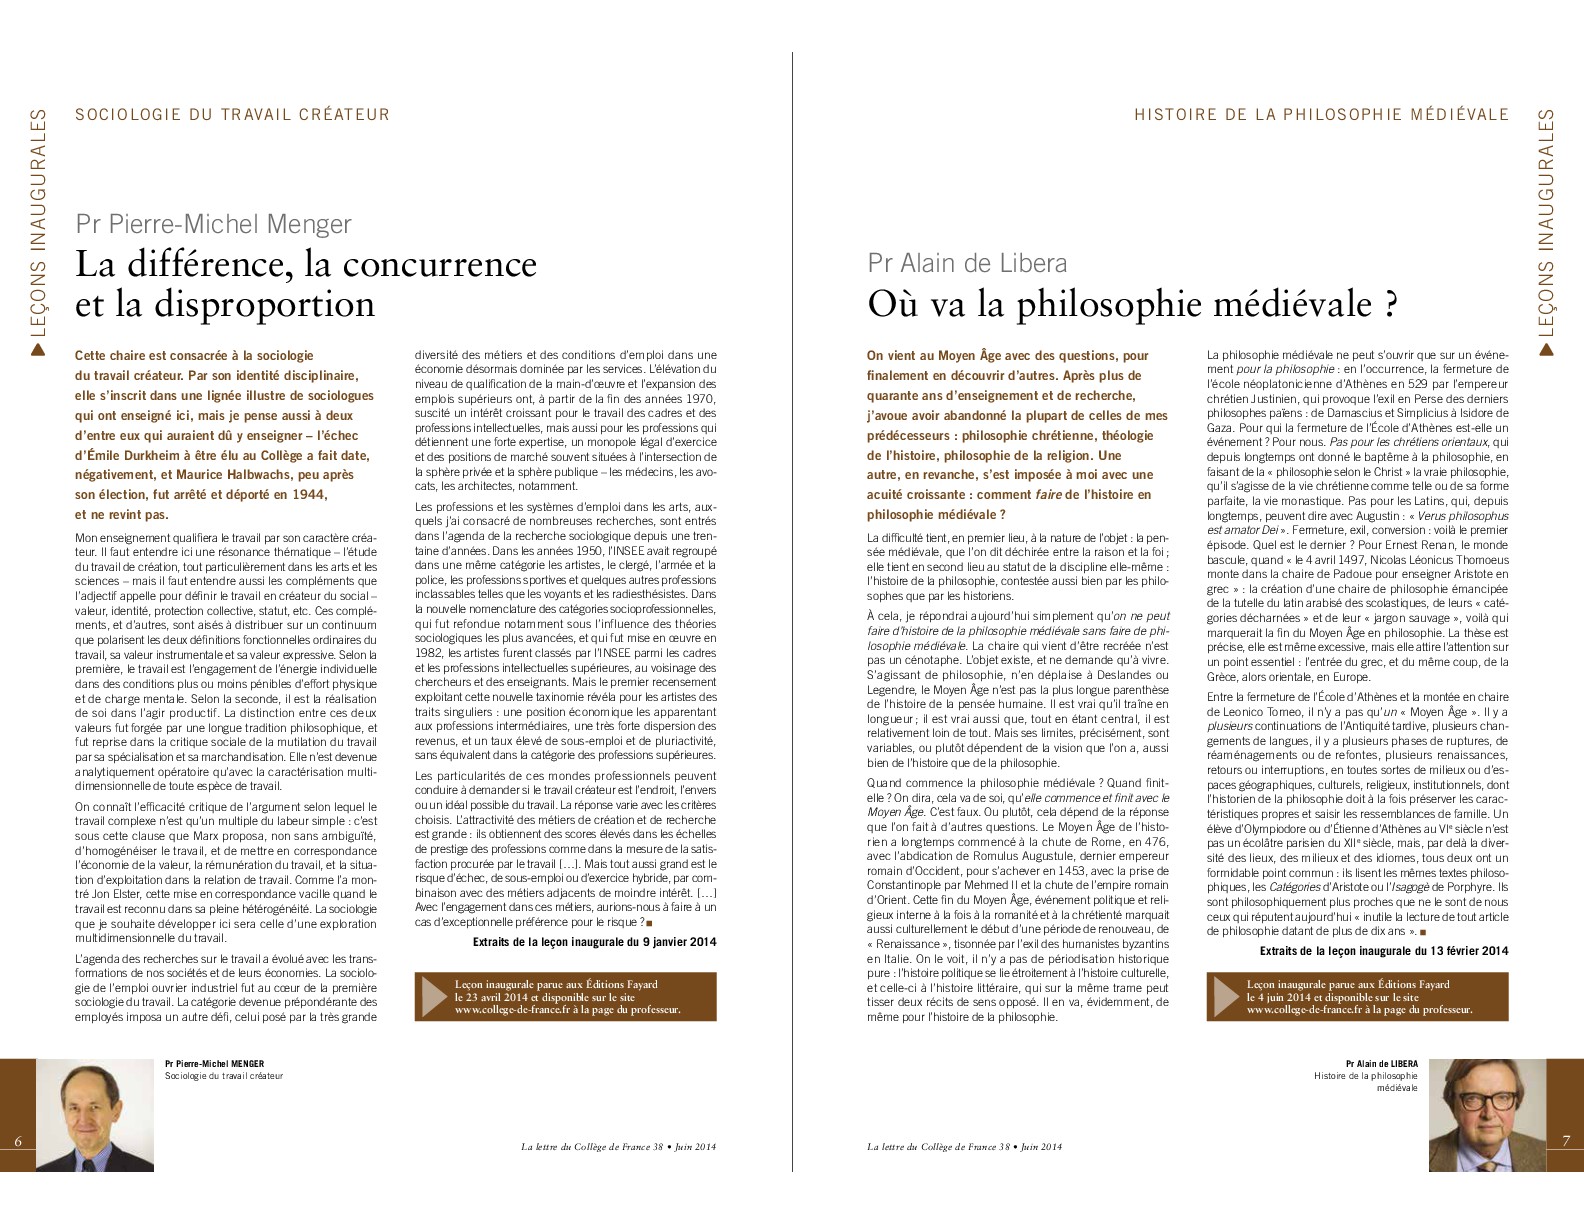 LEÇONS INAUGURALES
SOCIOLOGIE DU TRAVAIL CRÉATEUR
Pr Pierre-Michel Menger
La différence, la concurrence
et la disproportion
Cette chaire est consacrée à la sociologie
du travail créateur. Par son identité disciplinaire,
elle s'inscrit dans une lignée illustre de sociologues
qui ont enseigné ici, mais je pense aussi à deux
d'entre eux qui auraient dû y enseigner – l'échec
d'Émile Durkheim à être élu au Collège a fait date,
négativement, et Maurice Halbwachs, peu après
son élection, fut arrêté et déporté en 1944,
et ne revint pas.
Mon enseignement qualifiera le travail par son caractère créa-
teur. Il faut entendre ici une résonance thématique – l'étude
du travail de création, tout particulièrement dans les arts et les
sciences – mais il faut entendre aussi les compléments que
l'adjectif appelle pour définir le travail en créateur du social –
valeur, identité, protection collective, statut, etc. Ces complé-
ments, et d'autres, sont aisés à distribuer sur un continuum
que polarisent les deux définitions fonctionnelles ordinaires du
travail, sa valeur instrumentale et sa valeur expressive. Selon la
première, le travail est l'engagement de l'énergie individuelle
dans des conditions plus ou moins pénibles d'effort physique
et de charge mentale. Selon la seconde, il est la réalisation
de soi dans l'agir productif. La distinction entre ces deux
valeurs fut forgée par une longue tradition philosophique, et
fut reprise dans la critique sociale de la mutilation du travail
par sa spécialisation et sa marchandisation. Elle n'est devenue
analytiquement opératoire qu'avec la caractérisation multi-
dimensionnelle de toute espèce de travail.
On connaît l'efficacité critique de l'argument selon lequel le
travail complexe n'est qu'un multiple du labeur simple : c'est
sous cette clause que Marx proposa, non sans ambiguïté,
d'homogénéiser le travail, et de mettre en correspondance
l'économie de la valeur, la rémunération du travail, et la situa-
tion d'exploitation dans la relation de travail. Comme l'a mon-
tré Jon Elster, cette mise en correspondance vacille quand le
travail est reconnu dans sa pleine hétérogénéité. La sociologie
que je souhaite développer ici sera celle d'une exploration
multidimensionnelle du travail.
L'agenda des recherches sur le travail a évolué avec les trans-
formations de nos sociétés et de leurs économies. La sociolo-
gie de l'emploi ouvrier industriel fut au cœur de la première
sociologie du travail. La catégorie devenue prépondérante des
employés imposa un autre défi, celui posé par la très grande
diversité des métiers et des conditions d'emploi dans une
économie désormais dominée par les services. L'élévation du
niveau de qualification de la main-d'œuvre et l'expansion des
emplois supérieurs ont, à partir de la fin des années 1970,
suscité un intérêt croissant pour le travail des cadres et des
professions intellectuelles, mais aussi pour les professions qui
détiennent une forte expertise, un monopole légal d'exercice
et des positions de marché souvent situées à l'intersection de
la sphère privée et la sphère publique – les médecins, les avo-
cats, les architectes, notamment.
Les professions et les systèmes d'emploi dans les arts, aux-
quels j'ai consacré de nombreuses recherches, sont entrés
dans l'agenda de la recherche sociologique depuis une tren-
taine d'années. Dans les années 1950, l'INSEE avait regroupé
dans une même catégorie les artistes, le clergé, l'armée et la
police, les professions sportives et quelques autres professions
inclassables telles que les voyants et les radiesthésistes. Dans
la nouvelle nomenclature des catégories socioprofessionnelles,
qui fut refondue notamment sous l'influence des théories
sociologiques les plus avancées, et qui fut mise en œuvre en
1982, les artistes furent classés par l'INSEE parmi les cadres
et les professions intellectuelles supérieures, au voisinage des
chercheurs et des enseignants. Mais le premier recensement
exploitant cette nouvelle taxinomie révéla pour les artistes des
traits singuliers : une position économique les apparentant
aux professions intermédiaires, une très forte dispersion des
revenus, et un taux élevé de sous-emploi et de pluriactivité,
sans équivalent dans la catégorie des professions supérieures.
Les particularités de ces mondes professionnels peuvent
conduire à demander si le travail créateur est l'endroit, l'envers
ou un idéal possible du travail. La réponse varie avec les critères
choisis. L'attractivité des métiers de création et de recherche
est grande : ils obtiennent des scores élevés dans les échelles
de prestige des professions comme dans la mesure de la satis-
faction procurée par le travail […]. Mais tout aussi grand est le
risque d'échec, de sous-emploi ou d'exercice hybride, par com-
binaison avec des métiers adjacents de moindre intérêt. […]
Avec l'engagement dans ces métiers, aurions-nous à faire à un
cas d'exceptionnelle préférence pour le risque ? ■
Extraits de la leçon inaugurale du 9 janvier 2014
Leçon inaugurale parue aux Éditions Fayard
le 23 avril 2014 et disponible sur le site
www.college-de-france.fr à la page du professeur.
Pr Pierre-Michel MENGER
Sociologie du travail créateur
6
La lettre du Collège de France 38 • Juin 2014
HISTOIRE DE LA PHILOSOPHIE MÉDIÉVALE
LEÇONS INAUGURALES
Pr Alain de Libera
Où va la philosophie médiévale ?
On vient au Moyen Âge avec des questions, pour
finalement en découvrir d'autres. Après plus de
quarante ans d'enseignement et de recherche,
j'avoue avoir abandonné la plupart de celles de mes
prédécesseurs : philosophie chrétienne, théologie
de l'histoire, philosophie de la religion. Une
autre, en revanche, s'est imposée à moi avec une
acuité croissante : comment faire de l'histoire en
philosophie médiévale ?
La difficulté tient, en premier lieu, à la nature de l'objet : la pen-
sée médiévale, que l'on dit déchirée entre la raison et la foi ;
elle tient en second lieu au statut de la discipline elle-même :
l'histoire de la philosophie, contestée aussi bien par les philo-
sophes que par les historiens.
À cela, je répondrai aujourd'hui simplement qu'on ne peut
faire d'histoire de la philosophie médiévale sans faire de phi-
losophie médiévale. La chaire qui vient d'être recréée n'est
pas un cénotaphe. L'objet existe, et ne demande qu'à vivre.
S'agissant de philosophie, n'en déplaise à Deslandes ou
Legendre, le Moyen Âge n'est pas la plus longue parenthèse
de l'histoire de la pensée humaine. Il est vrai qu'il traîne en
longueur ; il est vrai aussi que, tout en étant central, il est
relativement loin de tout. Mais ses limites, précisément, sont
variables, ou plutôt dépendent de la vision que l'on a, aussi
bien de l'histoire que de la philosophie.
Quand commence la philosophie médiévale ? Quand finit-
elle ? On dira, cela va de soi, qu'elle commence et finit avec le
Moyen Âge. C'est faux. Ou plutôt, cela dépend de la réponse
que l'on fait à d'autres questions. Le Moyen Âge de l'histo-
rien a longtemps commencé à la chute de Rome, en 476,
avec l'abdication de Romulus Augustule, dernier empereur
romain d'Occident, pour s'achever en 1453, avec la prise de
Constantinople par Mehmed II et la chute de l'empire romain
d'Orient. Cette fin du Moyen Âge, événement politique et reli-
gieux interne à la fois à la romanité et à la chrétienté marquait
aussi culturellement le début d'une période de renouveau, de
« Renaissance », tisonnée par l'exil des humanistes byzantins
en Italie. On le voit, il n'y a pas de périodisation historique
pure : l'histoire politique se lie étroitement à l'histoire culturelle,
et celle-ci à l'histoire littéraire, qui sur la même trame peut
tisser deux récits de sens opposé. Il en va, évidemment, de
même pour l'histoire de la philosophie.
La philosophie médiévale ne peut s'ouvrir que sur un événe-
ment pour la philosophie : en l'occurrence, la fermeture de
l'école néoplatonicienne d'Athènes en 529 par l'empereur
chrétien Justinien, qui provoque l'exil en Perse des derniers
philosophes païens : de Damascius et Simplicius à Isidore de
Gaza. Pour qui la fermeture de l'École d'Athènes est-elle un
événement ? Pour nous. Pas pour les chrétiens orientaux, qui
depuis longtemps ont donné le baptême à la philosophie, en
faisant de la « philosophie selon le Christ » la vraie philosophie,
qu'il s'agisse de la vie chrétienne comme telle ou de sa forme
parfaite, la vie monastique. Pas pour les Latins, qui, depuis
longtemps, peuvent dire avec Augustin : « Verus philosophus
est amator Dei ». Fermeture, exil, conversion : voilà le premier
épisode. Quel est le dernier ? Pour Ernest Renan, le monde
bascule, quand « le 4 avril 1497, Nicolas Léonicus Thomoeus
monte dans la chaire de Padoue pour enseigner Aristote en
grec » : la création d'une chaire de philosophie émancipée
de la tutelle du latin arabisé des scolastiques, de leurs « caté-
gories décharnées » et de leur « jargon sauvage », voilà qui
marquerait la fin du Moyen Âge en philosophie. La thèse est
précise, elle est même excessive, mais elle attire l'attention sur
un point essentiel : l'entrée du grec, et du même coup, de la
Grèce, alors orientale, en Europe.
Entre la fermeture de l'École d'Athènes et la montée en chaire
de Leonico Tomeo, il n'y a pas qu'un « Moyen Âge ». Il y a
plusieurs continuations de l'Antiquité tardive, plusieurs chan-
gements de langues, il y a plusieurs phases de ruptures, de
réaménagements ou de refontes, plusieurs renaissances,
retours ou interruptions, en toutes sortes de milieux ou d'es-
paces géographiques, culturels, religieux, institutionnels, dont
l'historien de la philosophie doit à la fois préserver les carac-
téristiques propres et saisir les ressemblances de famille. Un
élève d'Olympiodore ou d'Étienne d'Athènes au VIe siècle n'est
pas un écolâtre parisien du XIIe siècle, mais, par delà la diver-
sité des lieux, des milieux et des idiomes, tous deux ont un
formidable point commun : ils lisent les mêmes textes philoso-
phiques, les Catégories d'Aristote ou l'Isagogè de Porphyre. Ils
sont philosophiquement plus proches que ne le sont de nous
ceux qui réputent aujourd'hui « inutile la lecture de tout article
de philosophie datant de plus de dix ans ». ■
Extraits de la leçon inaugurale du 13 février 2014
Leçon inaugurale parue aux Éditions Fayard
le 4 juin 2014 et disponible sur le site
www.college-de-france.fr à la page du professeur.
Pr Alain de LIBERA
Histoire de la philosophie
médiévale
La lettre du Collège de France 38 • Juin 2014
7